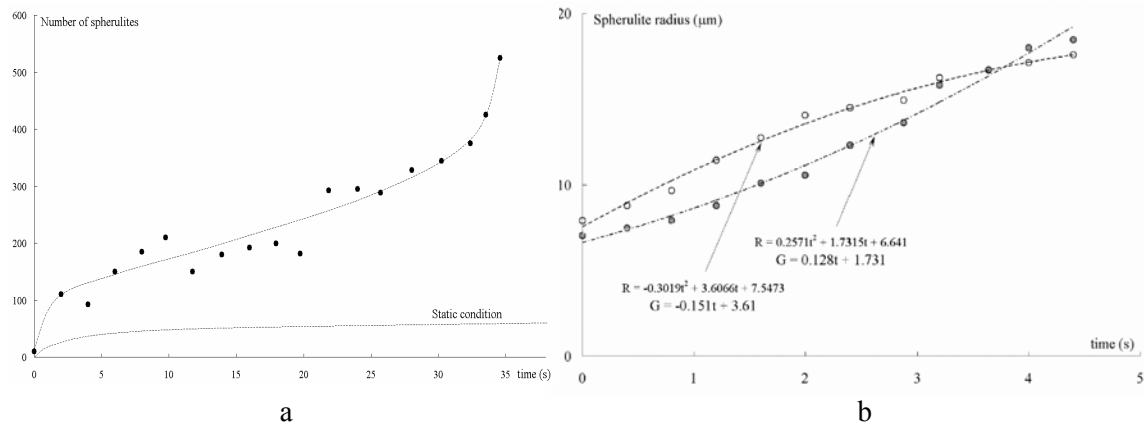 Number of spherulites
600
500
400
300
200
100
0
Static condition
0 5 10 15 20 25 30 35 time (s)
a
Spherulite radius (μm)
20
10
0
R = 0.2571t² + 1.7315t + 6.641
G = 0.128t + 1.731
R = -0.3019t² + 3.6066t + 7.5473
G = -0.151t + 3.61
time (s)
0 1 2 3 4 5
b